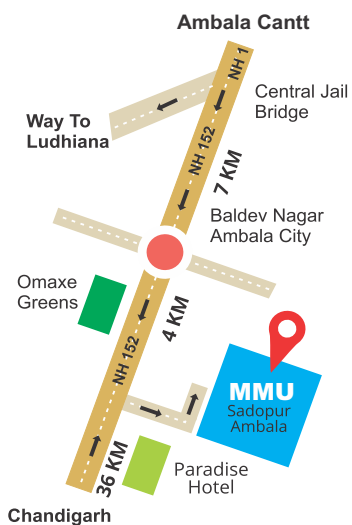 Ambala Cantt
NH 1
Central Jail
Bridge
Way To
Ludhiana
NH 152
7 KM
Baldev Nagar
Ambala City
Omaxe
Greens
4 KM
NH 152
MMU
Sadopur
Ambala
36 KM
Paradise
Hotel
Chandigarh